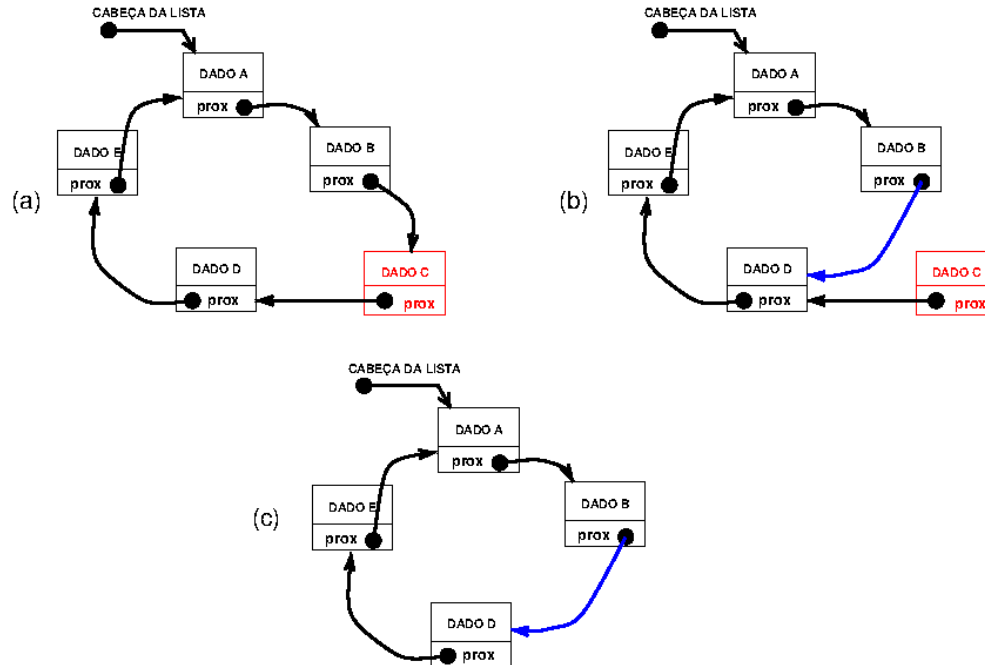 CABEÇA DA LISTA
DADO A
prox
DADO B
prox
DADO E
prox
(a)
DADO D
prox
DADO C
prox
CABEÇA DA LISTA
DADO A
prox
DADO B
prox
DADO E
prox
(b)
DADO D
prox
DADO C
prox
CABEÇA DA LISTA
DADO A
prox
DADO B
prox
DADO E
prox
(c)
DADO D
prox